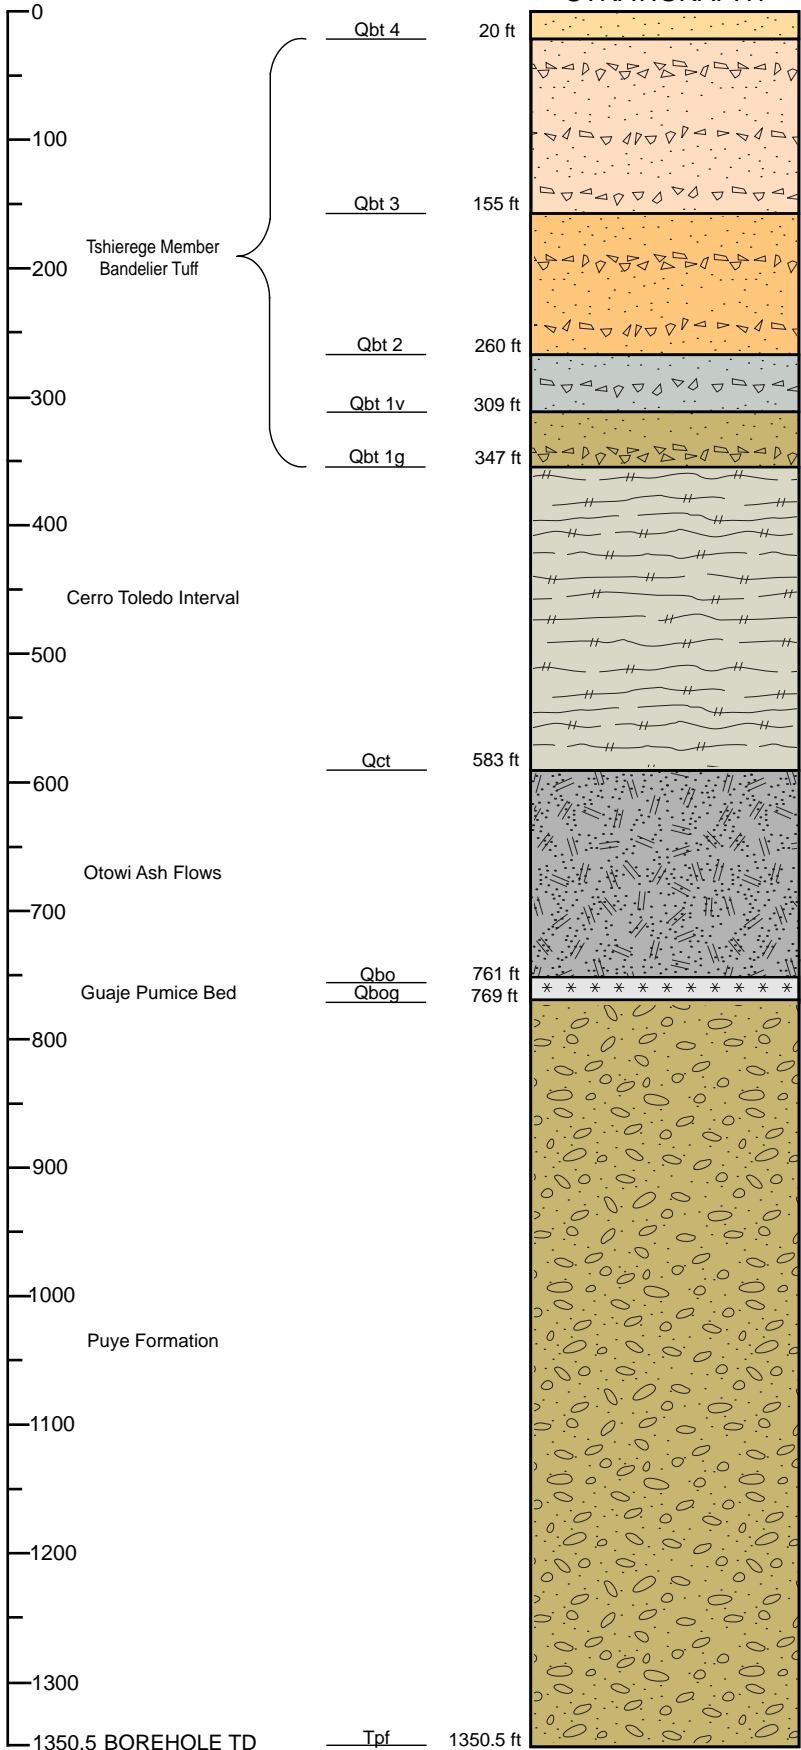 0
Qbt 4 20 ft
100
Qbt 3 155 ft
Tshierege Member
Bandelier Tuff
200
Qbt 2 260 ft
300
Qbt 1v 309 ft
Qbt 1g 347 ft
400
Cerro Toledo Interval
500
Qct 583 ft
600
Otowi Ash Flows
700
Qbo 761 ft
Guaje Pumice Bed Qbog 769 ft
800
900
1000
Puye Formation
1100
1200
1300
1350.5 BOREHOLE TD Tpf 1350.5 ft